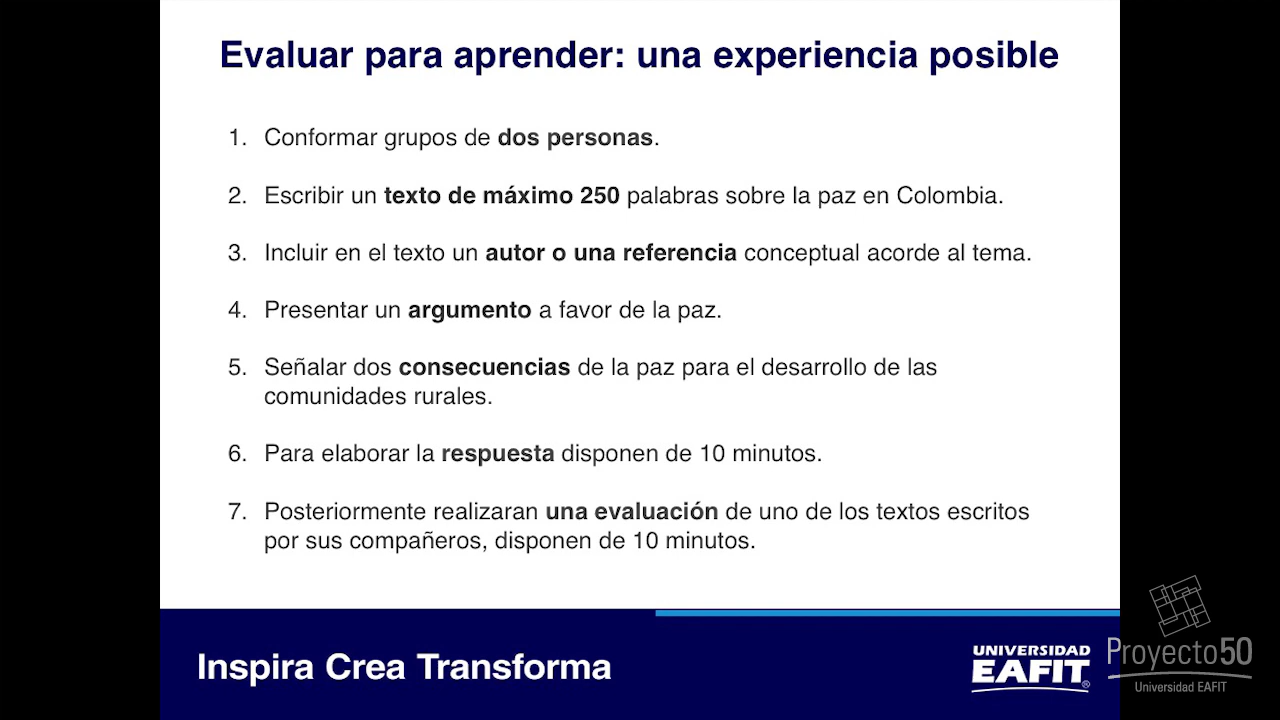 Evaluar para aprender: una experiencia posible
1. Conformar grupos de dos personas.
2. Escribir un texto de máximo 250 palabras sobre la paz en Colombia.
3. Incluir en el texto un autor o una referencia conceptual acorde al tema.
4. Presentar un argumento a favor de la paz.
5. Señalar dos consecuencias de la paz para el desarrollo de las
comunidades rurales.
6. Para elaborar la respuesta disponen de 10 minutos.
7. Posteriormente realizaran una evaluación de uno de los textos escritos
por sus compañeros, disponen de 10 minutos.
Inspira Crea Transforma
UNIVERSIDAD
EAFIT®
Proyecto50
Universidad EAFIT